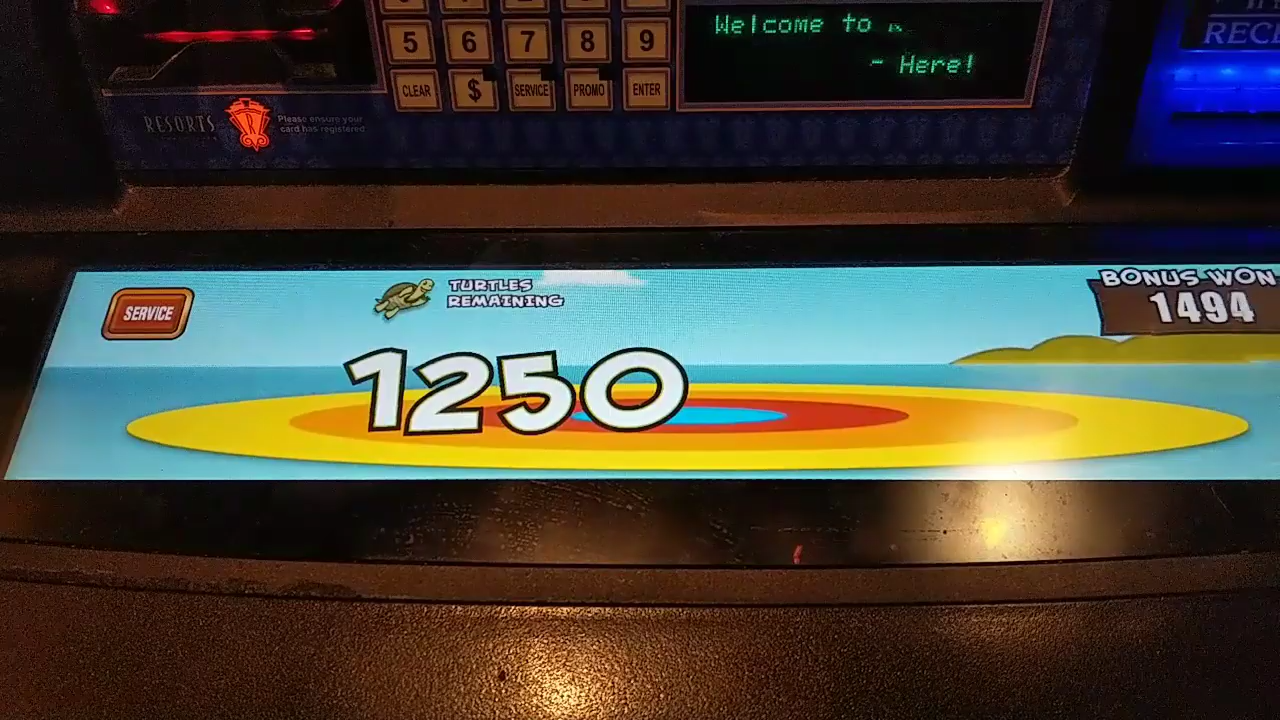 5 6 7 8 9
CLEAR $ SERVICE PROMO ENTER
Welcome to
- Here!
RECE
RESORTS
Please ensure your
card has registered
SERVICE
TURTLES
REMAINING
BONUS WON
1494
1250